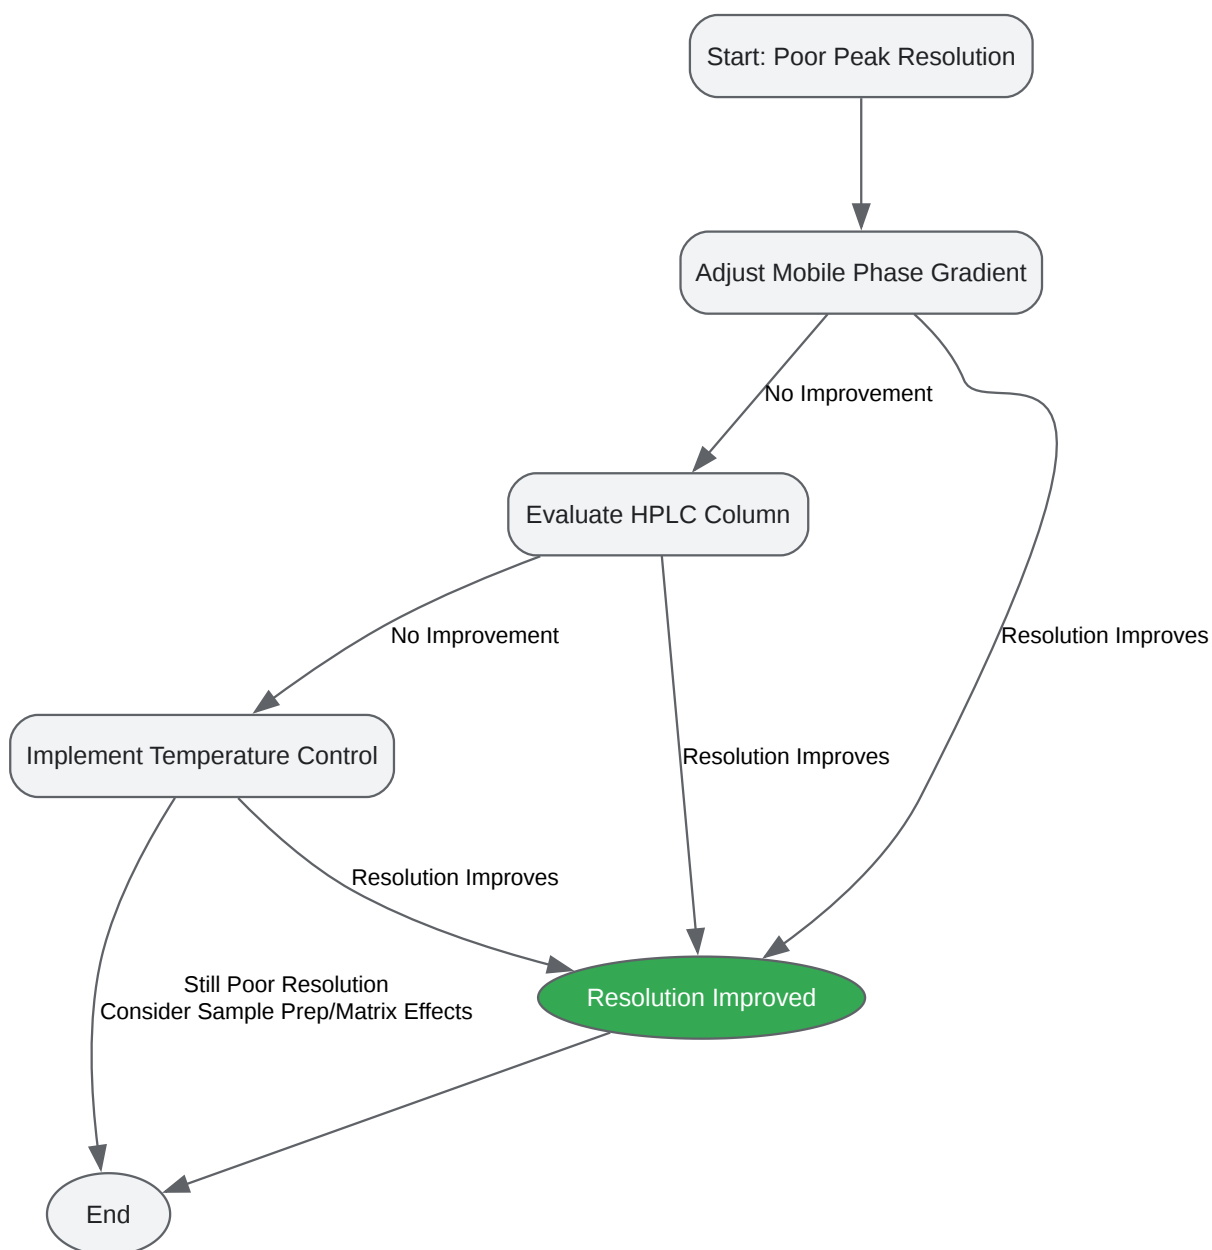 Start: Poor Peak Resolution
Adjust Mobile Phase Gradient
No Improvement
Evaluate HPLC Column
No Improvement
Resolution Improves
Implement Temperature Control
Resolution Improves
Resolution Improves
Still Poor Resolution
Consider Sample Prep/Matrix Effects
Resolution Improved
End